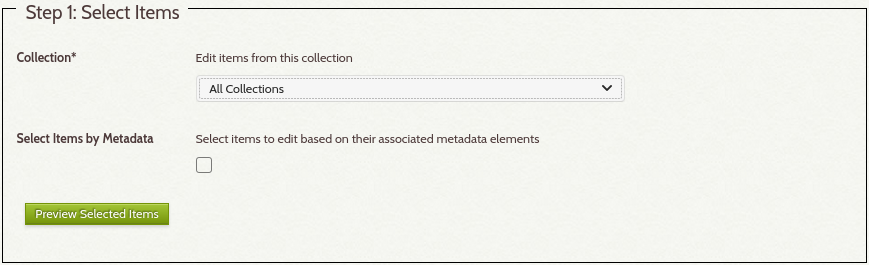 Step 1: Select Items
Collection*
Edit items from this collection
All Collections
Select Items by Metadata
Select items to edit based on their associated metadata elements
Preview Selected Items